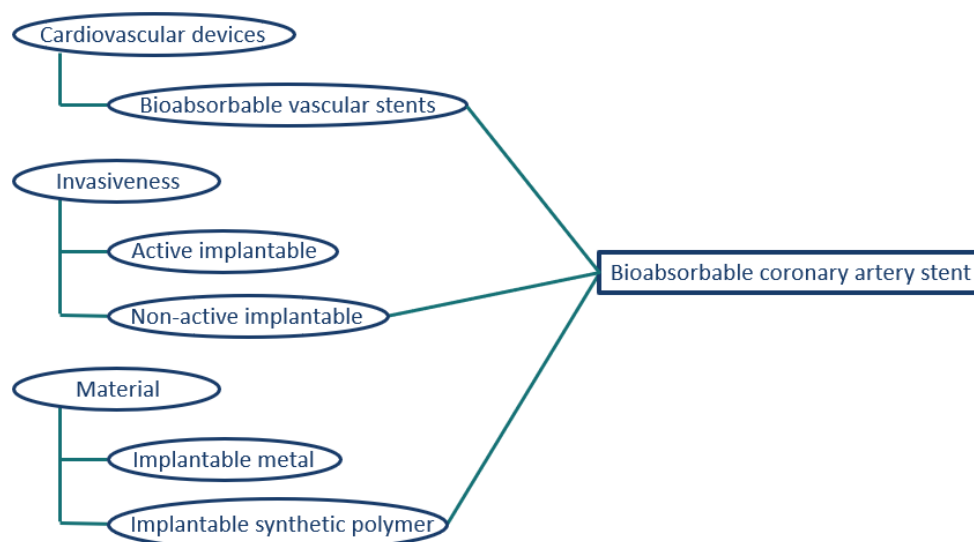 Cardiovascular devices
Bioabsorbable vascular stents
Invasiveness
Active implantable
Non-active implantable
Bioabsorbable coronary artery stent
Material
Implantable metal
Implantable synthetic polymer